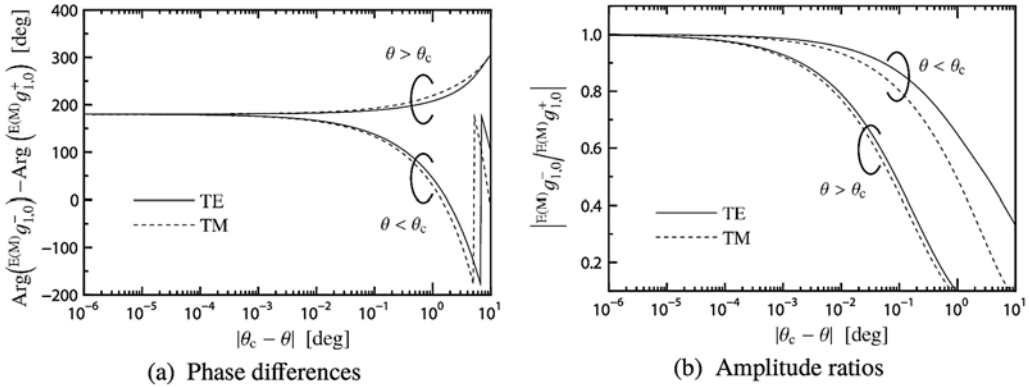 400
300
200
100
0
−100
−200
Arg(ᴱ⁽ᴹ⁾g⁻₁,₀) −Arg (ᴱ⁽ᴹ⁾g⁺₁,₀) [deg]
θ > θc
θ < θc
TE
TM
10⁻⁶ 10⁻⁵ 10⁻⁴ 10⁻³ 10⁻² 10⁻¹ 10⁰ 10¹
|θc − θ| [deg]
(a) Phase differences
1.0
0.8
0.6
0.4
0.2
|ᴱ⁽ᴹ⁾g⁻₁,₀/ᴱ⁽ᴹ⁾g⁺₁,₀|
θ < θc
θ > θc
TE
TM
10⁻⁶ 10⁻⁵ 10⁻⁴ 10⁻³ 10⁻² 10⁻¹ 10⁰ 10¹
|θc − θ| [deg]
(b) Amplitude ratios